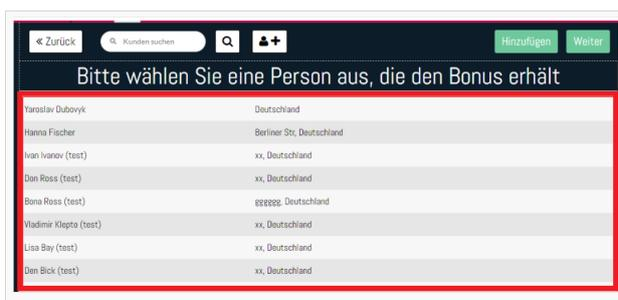 « Zurück Kunden suchen Hinzufügen Weiter
Bitte wählen Sie eine Person aus, die den Bonus erhält
Yaroslav Dubovyk Deutschland
Hanna Fischer Berliner Str, Deutschland
Ivan Ivanov (test) xx, Deutschland
Don Ross (test) xx, Deutschland
Bona Ross (test) gggggg, Deutschland
Vladimir Klepto (test) xx, Deutschland
Lisa Bay (test) xx, Deutschland
Den Bick (test) xx, Deutschland